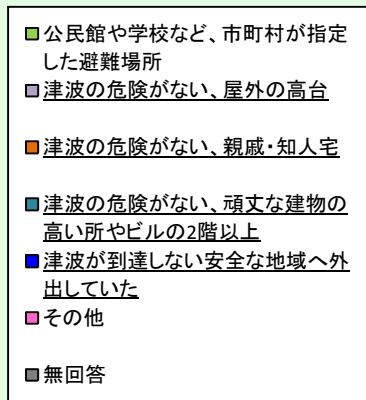 公民館や学校など、市町村が指定
した避難場所
津波の危険がない、屋外の高台
津波の危険がない、親戚・知人宅
津波の危険がない、頑丈な建物の
高い所やビルの2階以上
津波が到達しない安全な地域へ外
出していた
その他
無回答